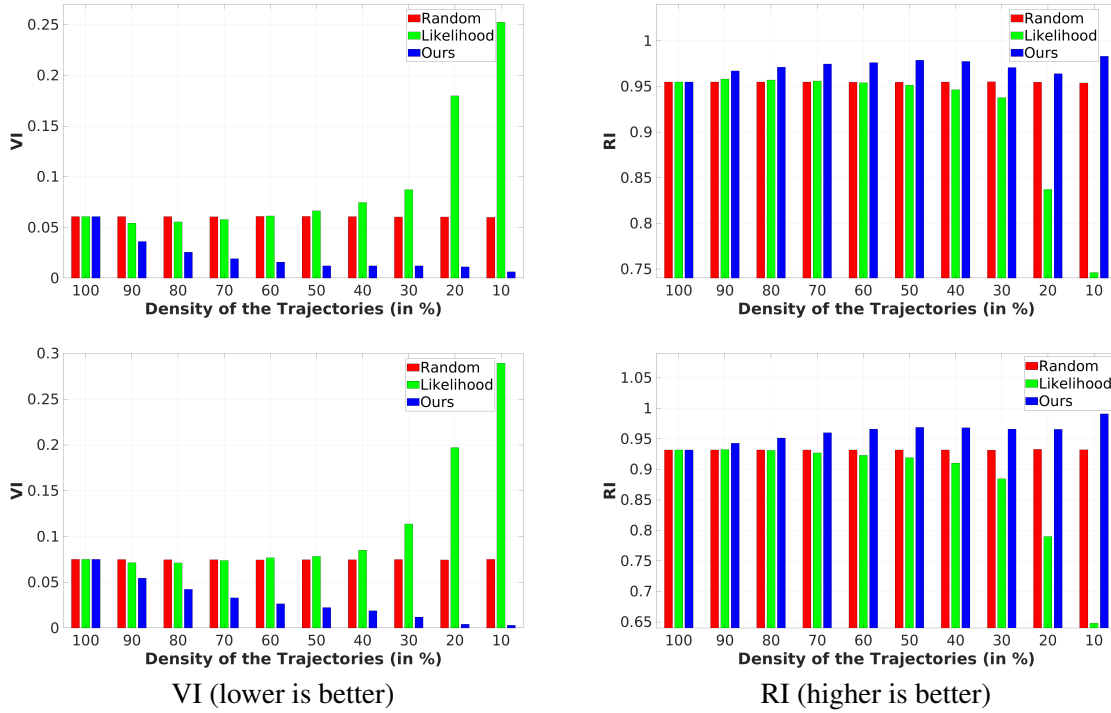 Random
Likelihood
Ours
VI
0.25
0.2
0.15
0.1
0.05
0
100 90 80 70 60 50 40 30 20 10
Density of the Trajectories (in %)
Random
Likelihood
Ours
RI
1
0.95
0.9
0.85
0.8
0.75
100 90 80 70 60 50 40 30 20 10
Density of the Trajectories (in %)
Random
Likelihood
Ours
VI
0.3
0.25
0.2
0.15
0.1
0.05
0
100 90 80 70 60 50 40 30 20 10
Density of the Trajectories (in %)
Random
Likelihood
Ours
RI
1.05
1
0.95
0.9
0.85
0.8
0.75
0.7
0.65
100 90 80 70 60 50 40 30 20 10
Density of the Trajectories (in %)
VI (lower is better)
RI (higher is better)